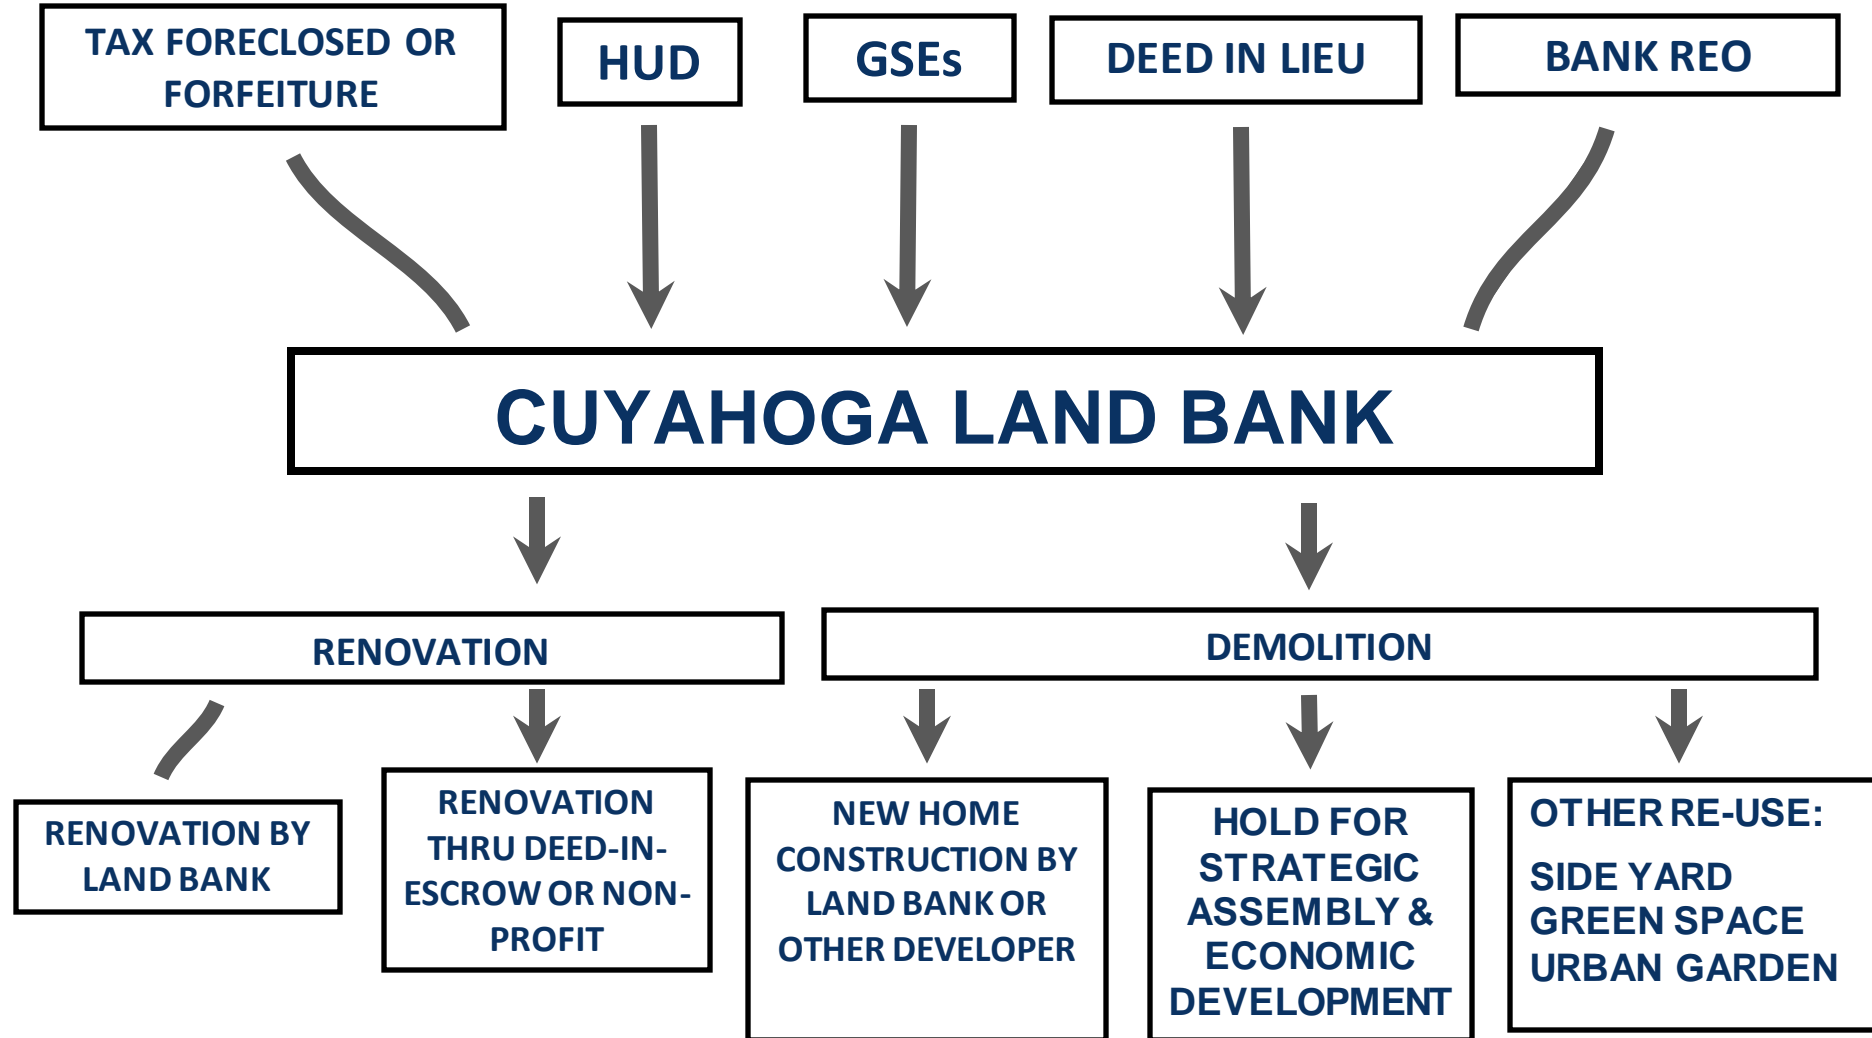 TAX FORECLOSED OR
FORFEITURE
HUD
GSEs
DEED IN LIEU
BANK REO
CUYAHOGA LAND BANK
RENOVATION
DEMOLITION
RENOVATION BY
LAND BANK
RENOVATION
THRU DEED-IN-
ESCROW OR NON-
PROFIT
NEW HOME
CONSTRUCTION BY
LAND BANK OR
OTHER DEVELOPER
HOLD FOR
STRATEGIC
ASSEMBLY &
ECONOMIC
DEVELOPMENT
OTHER RE-USE:
SIDE YARD
GREEN SPACE
URBAN GARDEN